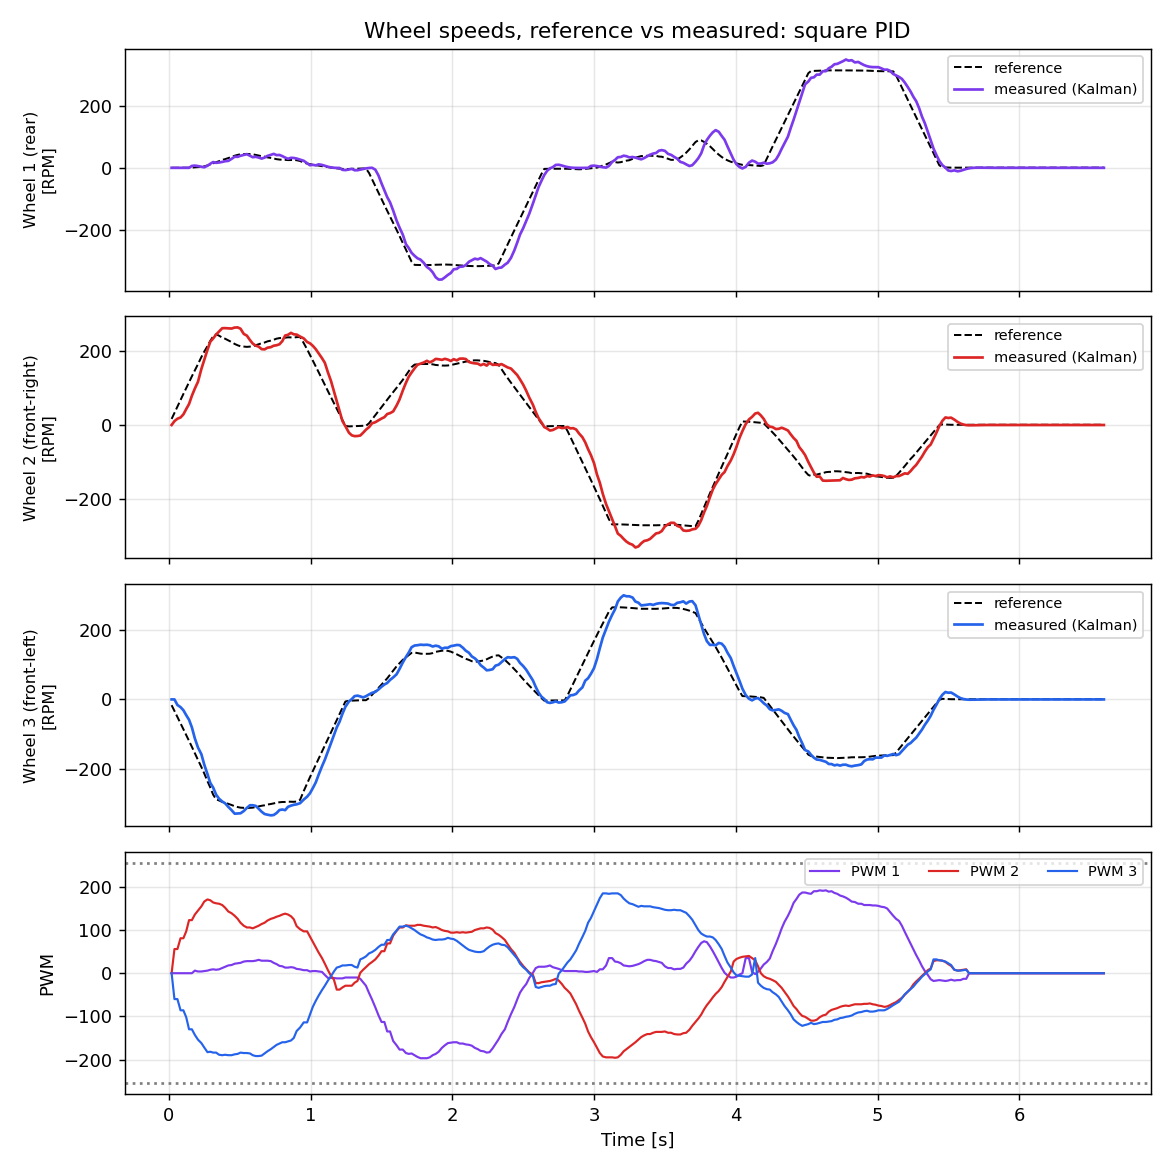 Wheel speeds, reference vs measured: square PID
Wheel 1 (rear)
[RPM]
200
0
−200
reference
measured (Kalman)
Wheel 2 (front-right)
[RPM]
200
0
−200
reference
measured (Kalman)
Wheel 3 (front-left)
[RPM]
200
0
−200
reference
measured (Kalman)
PWM
200
100
0
−100
−200
PWM 1 PWM 2 PWM 3
0 1 2 3 4 5 6
Time [s]